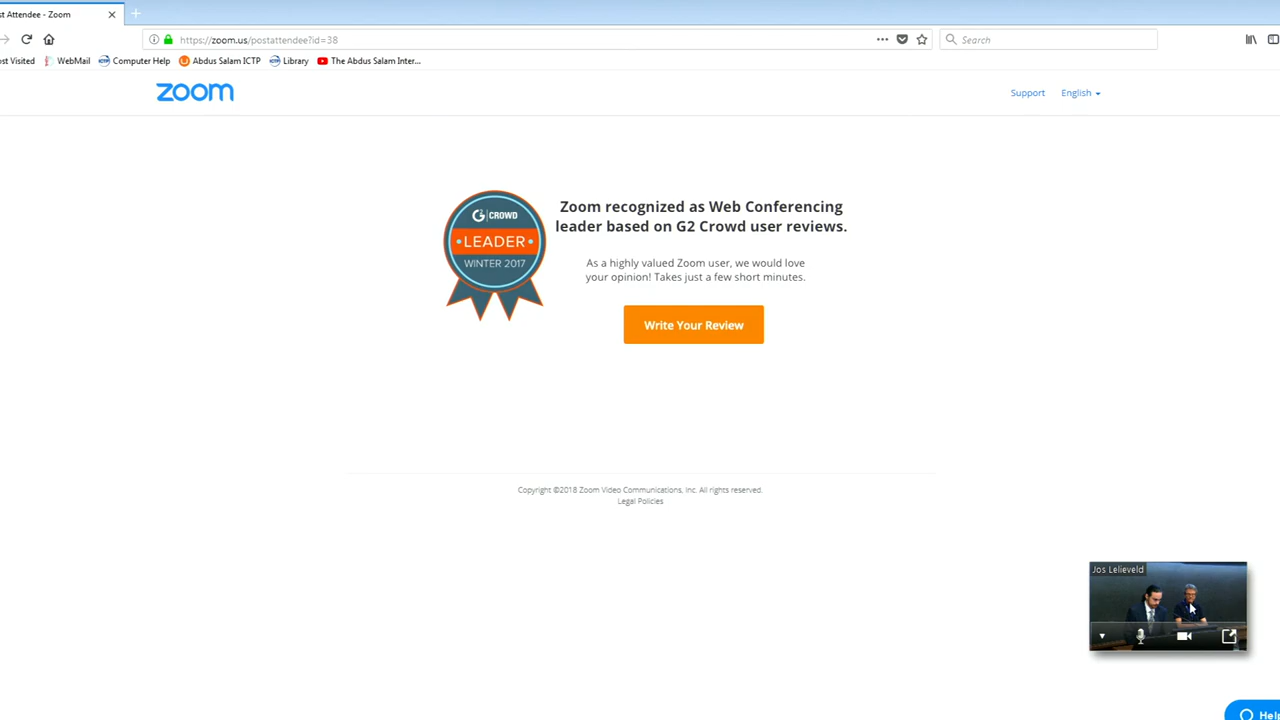 st Attendee - Zoom
https://zoom.us/postattendee?id=38
Search
ost Visited
WebMail
Computer Help
Abdus Salam ICTP
Library
The Abdus Salam Inter...
zoom
Support
English
G2 CROWD
LEADER
WINTER 2017
Zoom recognized as Web Conferencing
leader based on G2 Crowd user reviews.
As a highly valued Zoom user, we would love
your opinion! Takes just a few short minutes.
Write Your Review
Copyright ©2018 Zoom Video Communications, Inc. All rights reserved.
Legal Policies
Jos Lelieveld
Help